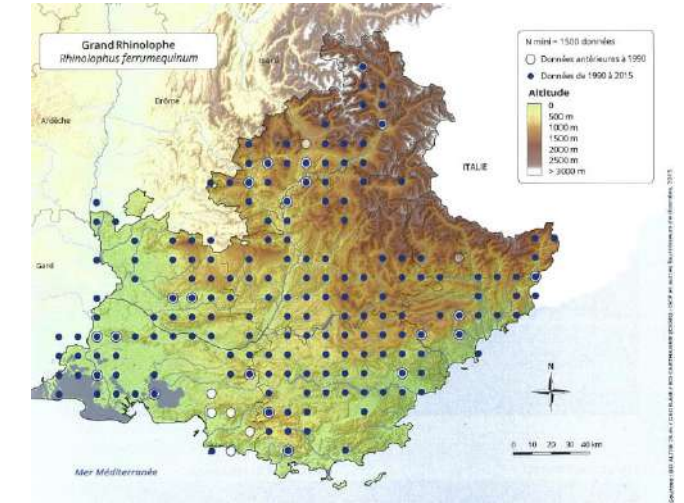 Grand Rhinolophe
Rhinolophus ferrumequinum
N mini = 1500 données
Données antérieures à 1990
Données de 1990 à 2015
Altitude
0
500 m
1000 m
1500 m
2000 m
2500 m
> 3000 m
Isère
Drôme
Ardèche
ITALIE
Gard
N
0 10 20 30 40 km
Mer Méditerranée